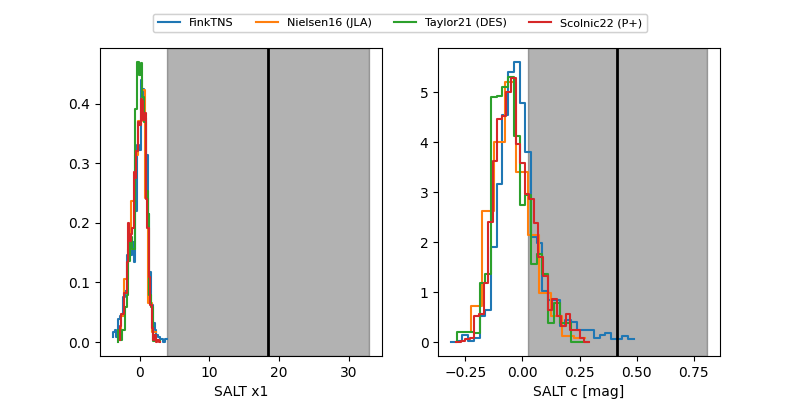 FinkTNS Nielsen16 (JLA) Taylor21 (DES) Scolnic22 (P+)
0.4
0.3
0.2
0.1
0.0
0 10 20 30
SALT x1
5
4
3
2
1
0
−0.25 0.00 0.25 0.50 0.75
SALT c [mag]